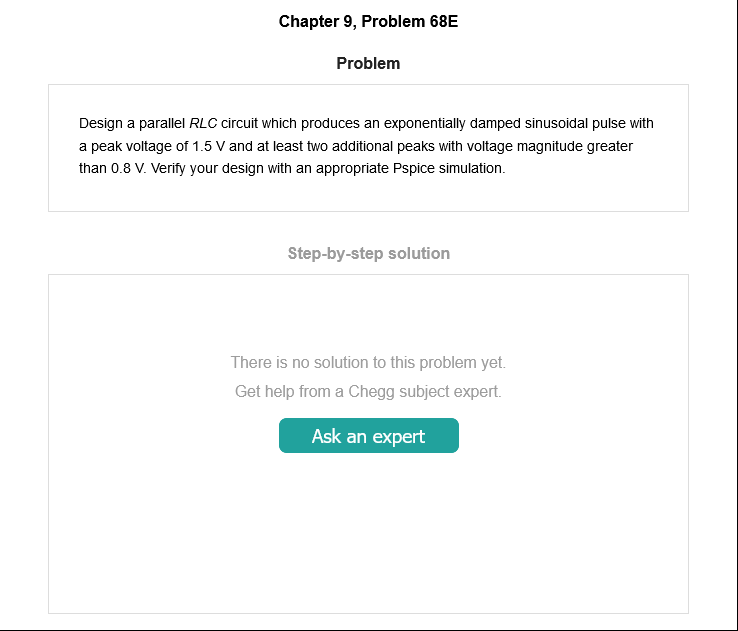 Chapter 9, Problem 68E
Problem
Design a parallel RLC circuit which produces an exponentially damped sinusoidal pulse with
a peak voltage of 1.5 V and at least two additional peaks with voltage magnitude greater
than 0.8 V. Verify your design with an appropriate Pspice simulation.
Step-by-step solution
There is no solution to this problem yet.
Get help from a Chegg subject expert.
Ask an expert